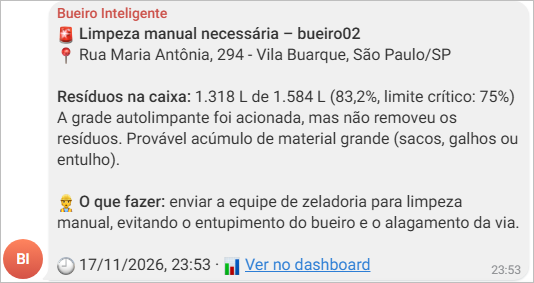 Bueiro Inteligente
🚨 Limpeza manual necessária – bueiro02
📍 Rua Maria Antônia, 294 - Vila Buarque, São Paulo/SP
Resíduos na caixa: 1.318 L de 1.584 L (83,2%, limite crítico: 75%)
A grade autolimpante foi acionada, mas não removeu os
resíduos. Provável acúmulo de material grande (sacos, galhos ou
entulho).
👷 O que fazer: enviar a equipe de zeladoria para limpeza
manual, evitando o entupimento do bueiro e o alagamento da via.
BI
🕘 17/11/2026, 23:53 · 📊 Ver no dashboard
23:53